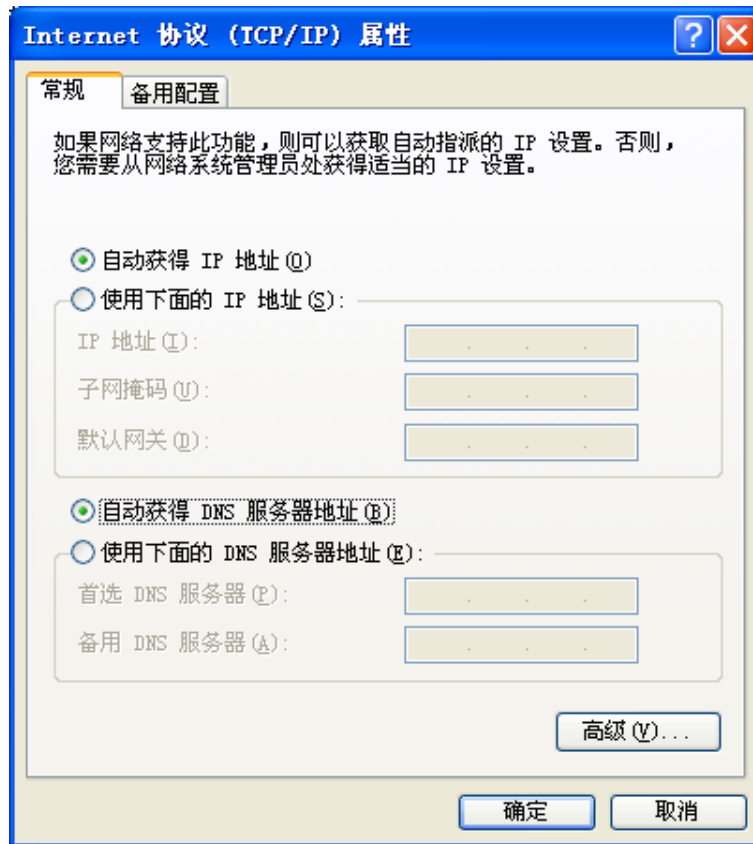 Internet 协议 (TCP/IP) 属性
常规
备用配置
如果网络支持此功能，则可以获取自动指派的 IP 设置。否则，
您需要从网络系统管理员处获得适当的 IP 设置。
自动获得 IP 地址(O)
使用下面的 IP 地址(S):
IP 地址(I):
子网掩码(U):
默认网关(D):
自动获得 DNS 服务器地址(B)
使用下面的 DNS 服务器地址(E):
首选 DNS 服务器(P):
备用 DNS 服务器(A):
高级(V)...
确定
取消